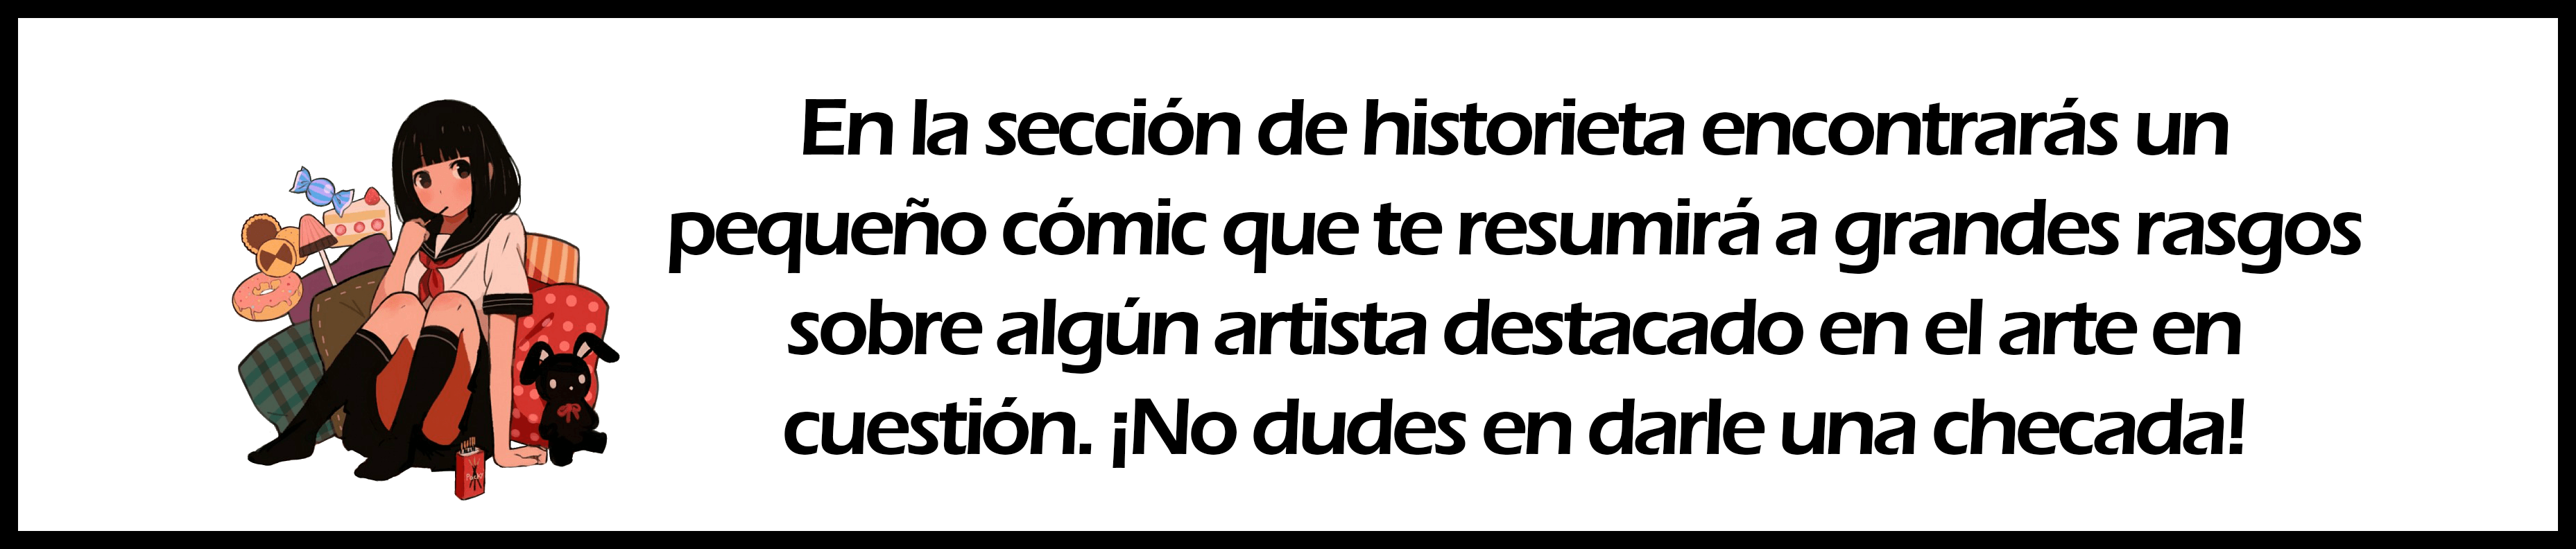 En la sección de historieta encontrarás un
pequeño cómic que te resumirá a grandes rasgos
sobre algún artista destacado en el arte en
cuestión. ¡No dudes en darle una checada!
Pocky